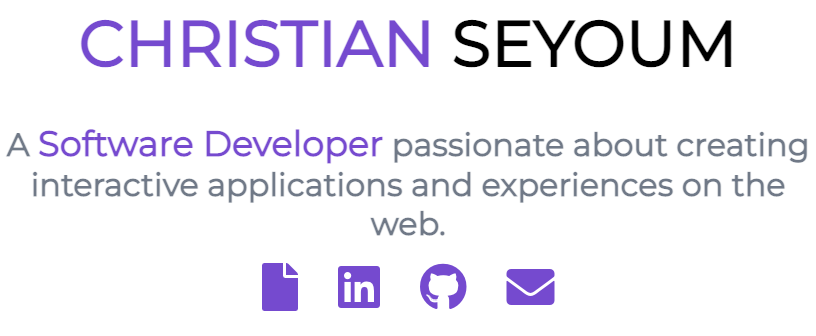 CHRISTIAN SEYOUM
A Software Developer passionate about creating
interactive applications and experiences on the
web.
in